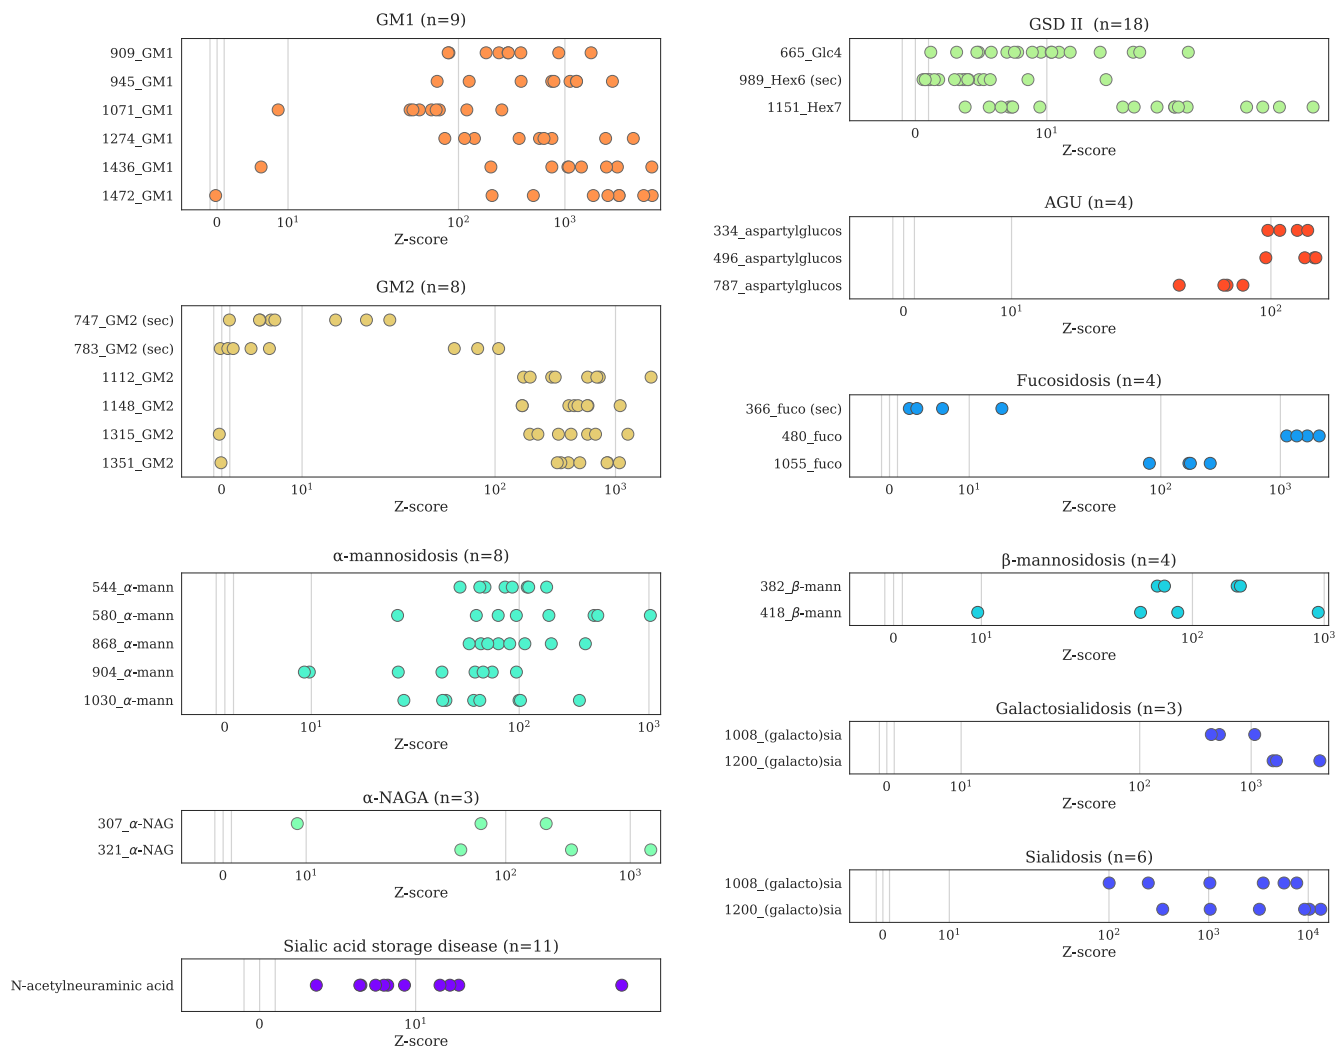 GM1 (n=9)
909_GM1
945_GM1
1071_GM1
1274_GM1
1436_GM1
1472_GM1
0 10¹ 10² 10³
Z-score
GM2 (n=8)
747_GM2 (sec)
783_GM2 (sec)
1112_GM2
1148_GM2
1315_GM2
1351_GM2
0 10¹ 10² 10³
Z-score
α-mannosidosis (n=8)
544_α-mann
580_α-mann
868_α-mann
904_α-mann
1030_α-mann
0 10¹ 10² 10³
Z-score
α-NAGA (n=3)
307_α-NAG
321_α-NAG
0 10¹ 10² 10³
Z-score
Sialic acid storage disease (n=11)
N-acetylneuraminic acid
0 10¹
Z-score
GSD II (n=18)
665_Glc4
989_Hex6 (sec)
1151_Hex7
0 10¹
Z-score
AGU (n=4)
334_aspartylglucos
496_aspartylglucos
787_aspartylglucos
0 10¹ 10²
Z-score
Fucosidosis (n=4)
366_fuco (sec)
480_fuco
1055_fuco
0 10¹ 10² 10³
Z-score
β-mannosidosis (n=4)
382_β-mann
418_β-mann
0 10¹ 10² 10³
Z-score
Galactosialidosis (n=3)
1008_(galacto)sia
1200_(galacto)sia
0 10¹ 10² 10³
Z-score
Sialidosis (n=6)
1008_(galacto)sia
1200_(galacto)sia
0 10¹ 10² 10³ 10⁴
Z-score